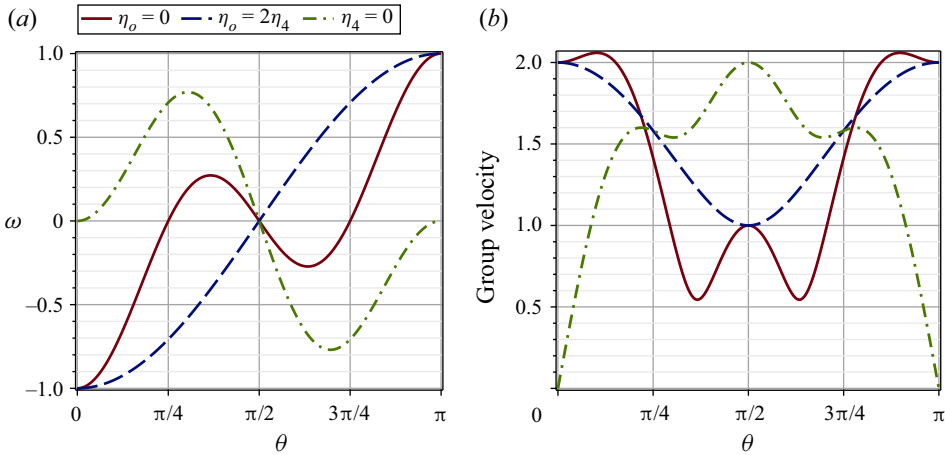 (a)
η_o = 0 η_o = 2η_4 η_4 = 0
(b)
1.0
0.5
0
−0.5
−1.0
ω
0 π/4 π/2 3π/4 π
θ
2.0
1.5
1.0
0.5
Group velocity
0 π/4 π/2 3π/4 π
θ